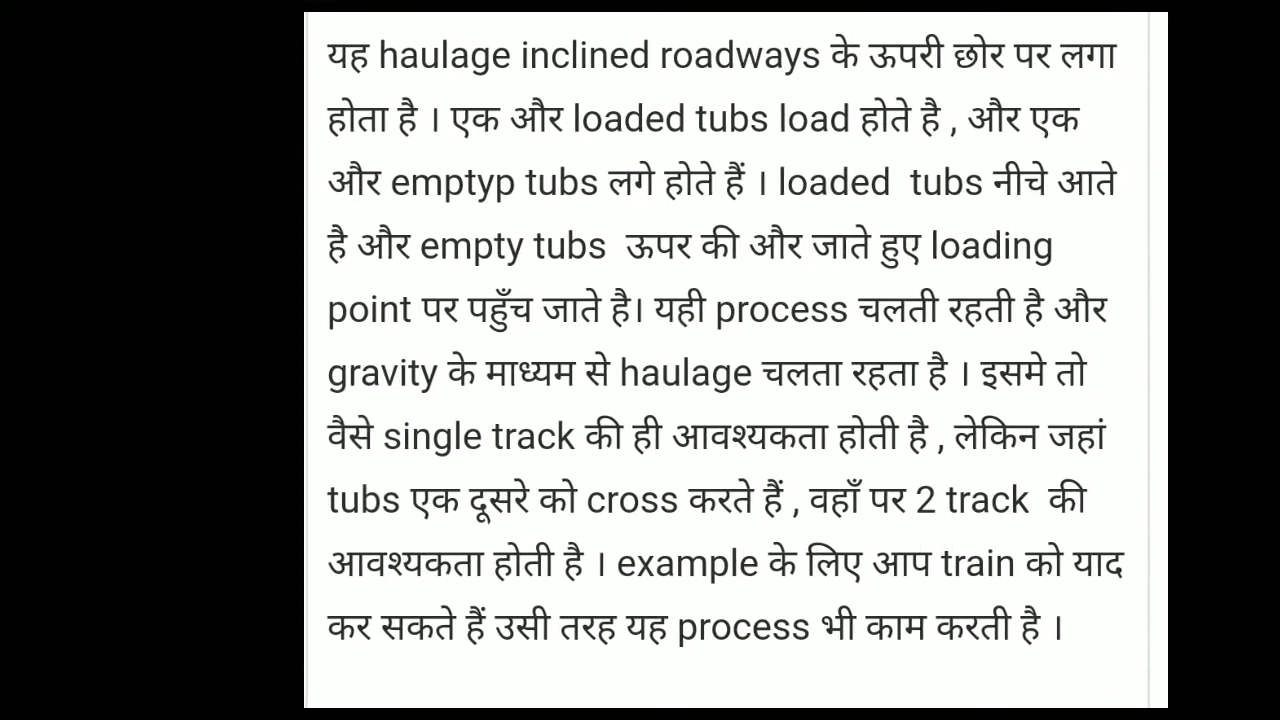 यह haulage inclined roadways के ऊपरी छोर पर लगा
होता है । एक और loaded tubs load होते है , और एक
और emptyp tubs लगे होते हैं । loaded tubs नीचे आते
है और empty tubs ऊपर की और जाते हुए loading
point पर पहुँच जाते है। यही process चलती रहती है और
gravity के माध्यम से haulage चलता रहता है । इसमे तो
वैसे single track की ही आवश्यकता होती है , लेकिन जहां
tubs एक दूसरे को cross करते हैं , वहाँ पर 2 track की
आवश्यकता होती है । example के लिए आप train को याद
कर सकते हैं उसी तरह यह process भी काम करती है ।